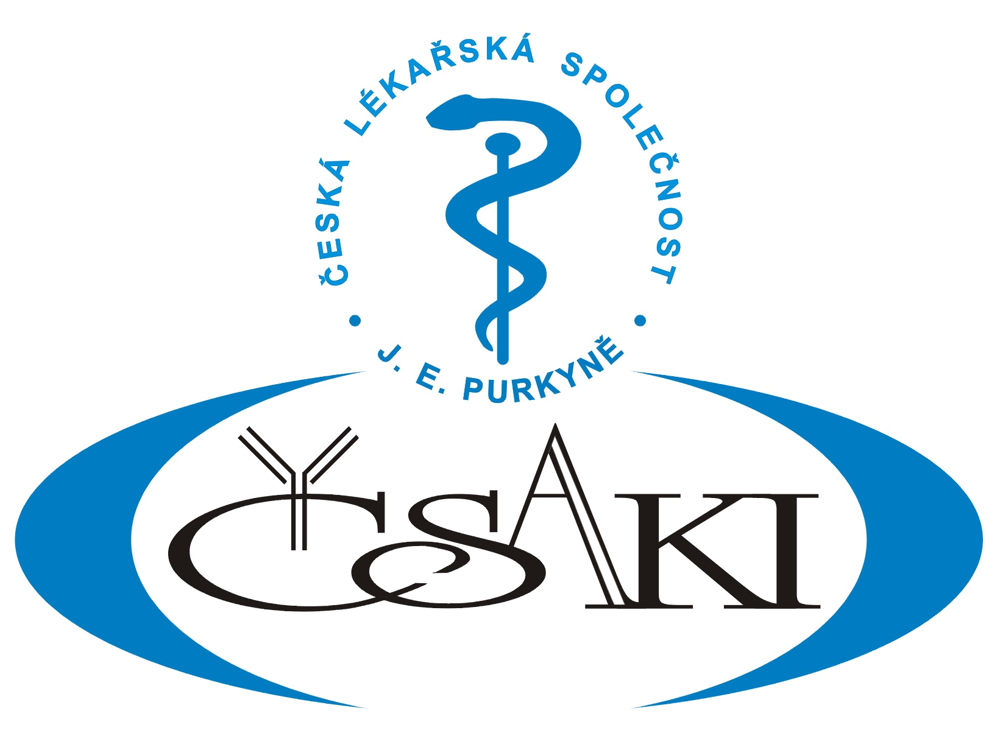 ČESKÁ LÉKAŘSKÁ SPOLEČNOST
• J. E. PURKYNĚ •
ČSAKI